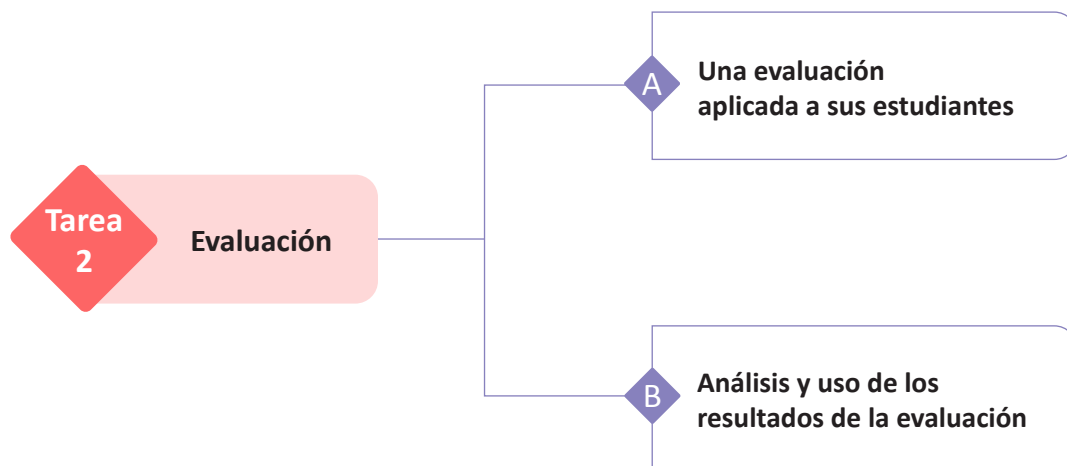 Tarea
2
Evaluación
A
Una evaluación
aplicada a sus estudiantes
B
Análisis y uso de los
resultados de la evaluación